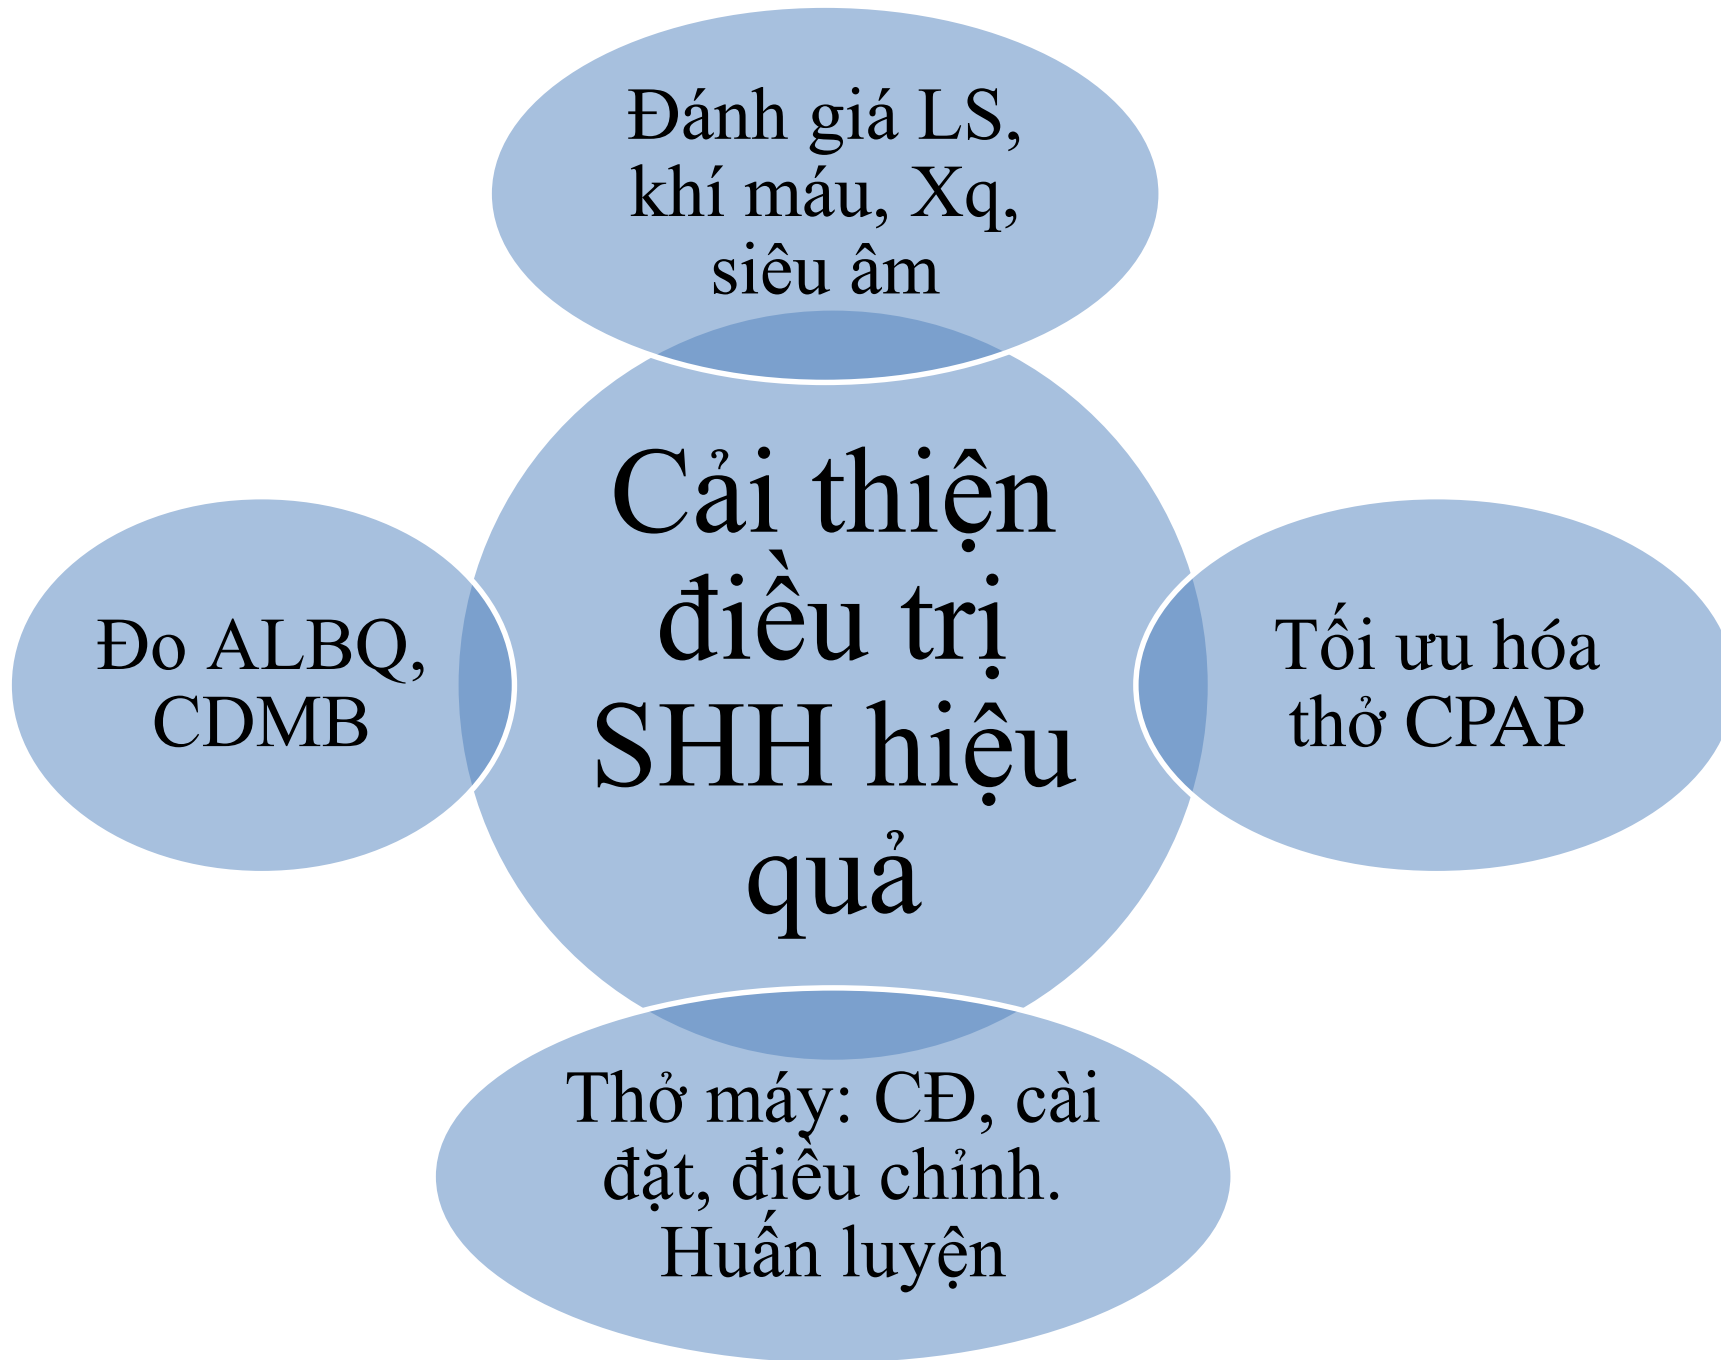 Đánh giá LS,
khí máu, Xq,
siêu âm
Cải thiện
điều trị
SHH hiệu
quả
Đo ALBQ,
CDMB
Tối ưu hóa
thở CPAP
Thở máy: CĐ, cài
đặt, điều chỉnh.
Huấn luyện